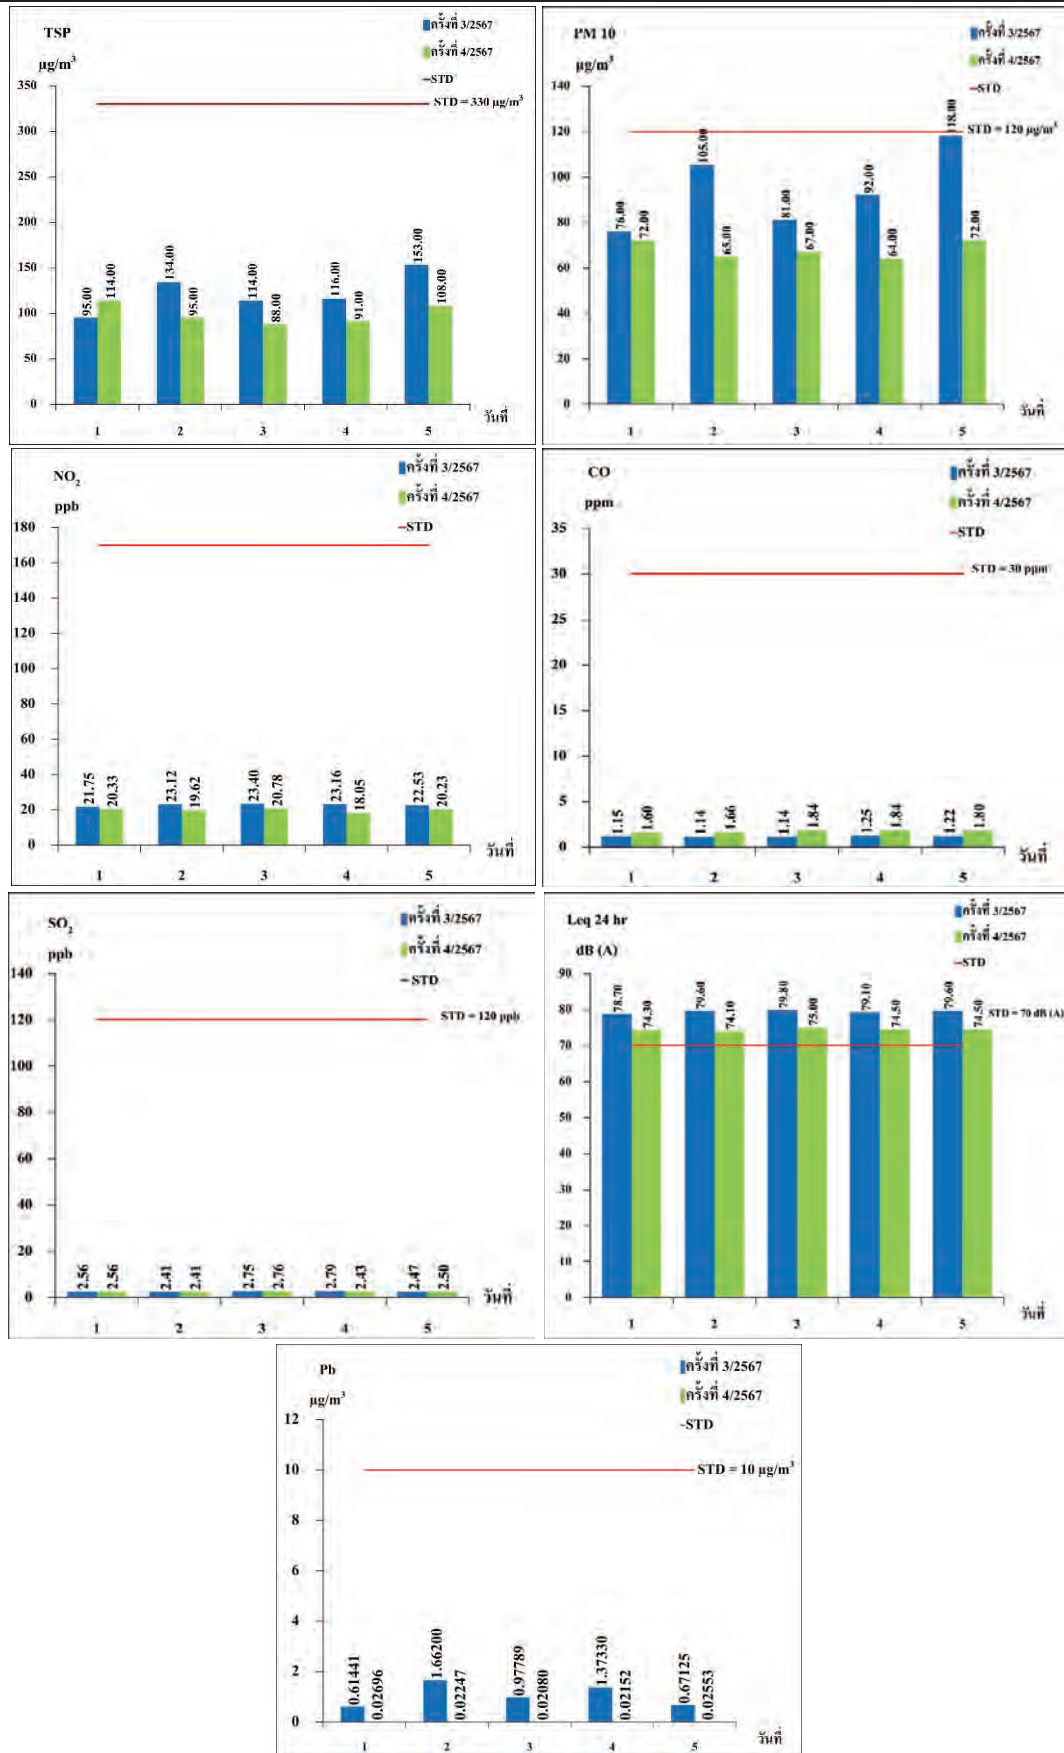 TSP
µg/m³
ครั้งที่ 3/2567
ครั้งที่ 4/2567
STD
STD = 330 µg/m³
350
300
250
200
150
100
50
0
95.00 114.00 134.00 95.00 114.00 88.00 116.00 91.00 153.00 108.00
1 2 3 4 5
วันที่
PM 10
µg/m³
ครั้งที่ 3/2567
ครั้งที่ 4/2567
STD
STD = 120 µg/m³
140
120
100
80
60
40
20
0
76.00 72.00 105.00 65.00 81.00 67.00 92.00 64.00 118.00 72.00
1 2 3 4 5
วันที่
NO₂
ppb
ครั้งที่ 3/2567
ครั้งที่ 4/2567
STD
180
160
140
120
100
80
60
40
20
0
21.75 20.33 23.12 19.62 23.40 20.78 23.16 18.05 22.53 20.23
1 2 3 4 5
วันที่
CO
ppm
ครั้งที่ 3/2567
ครั้งที่ 4/2567
STD
STD = 30 ppm
35
30
25
20
15
10
5
0
1.15 1.60 1.14 1.66 1.14 1.84 1.25 1.84 1.22 1.80
1 2 3 4 5
วันที่
SO₂
ppb
ครั้งที่ 3/2567
ครั้งที่ 4/2567
STD
STD = 120 ppb
140
120
100
80
60
40
20
0
2.56 2.56 2.41 2.41 2.75 2.76 2.79 2.43 2.47 2.50
1 2 3 4 5
วันที่
Leq 24 hr
dB (A)
ครั้งที่ 3/2567
ครั้งที่ 4/2567
STD
STD = 70 dB (A)
90
80
70
60
50
40
30
20
10
0
78.70 74.30 79.60 74.10 79.80 75.00 79.10 74.50 79.60 74.50
1 2 3 4 5
วันที่
Pb
µg/m³
ครั้งที่ 3/2567
ครั้งที่ 4/2567
STD
STD = 10 µg/m³
12
10
8
6
4
2
0
0.61441 0.02696 1.66200 0.02247 0.97789 0.02080 1.37330 0.02152 0.67125 0.02553
1 2 3 4 5
วันที่